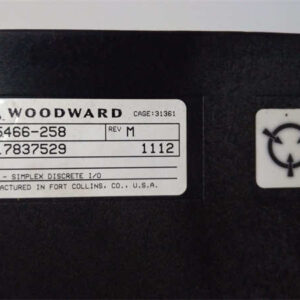 WOODWARD CAGE:31361
5466-258 REV M
17837529 1112
- SIMPLEX DISCRETE I/O
FACTURED IN FORT COLLINS, CO., U.S.A.